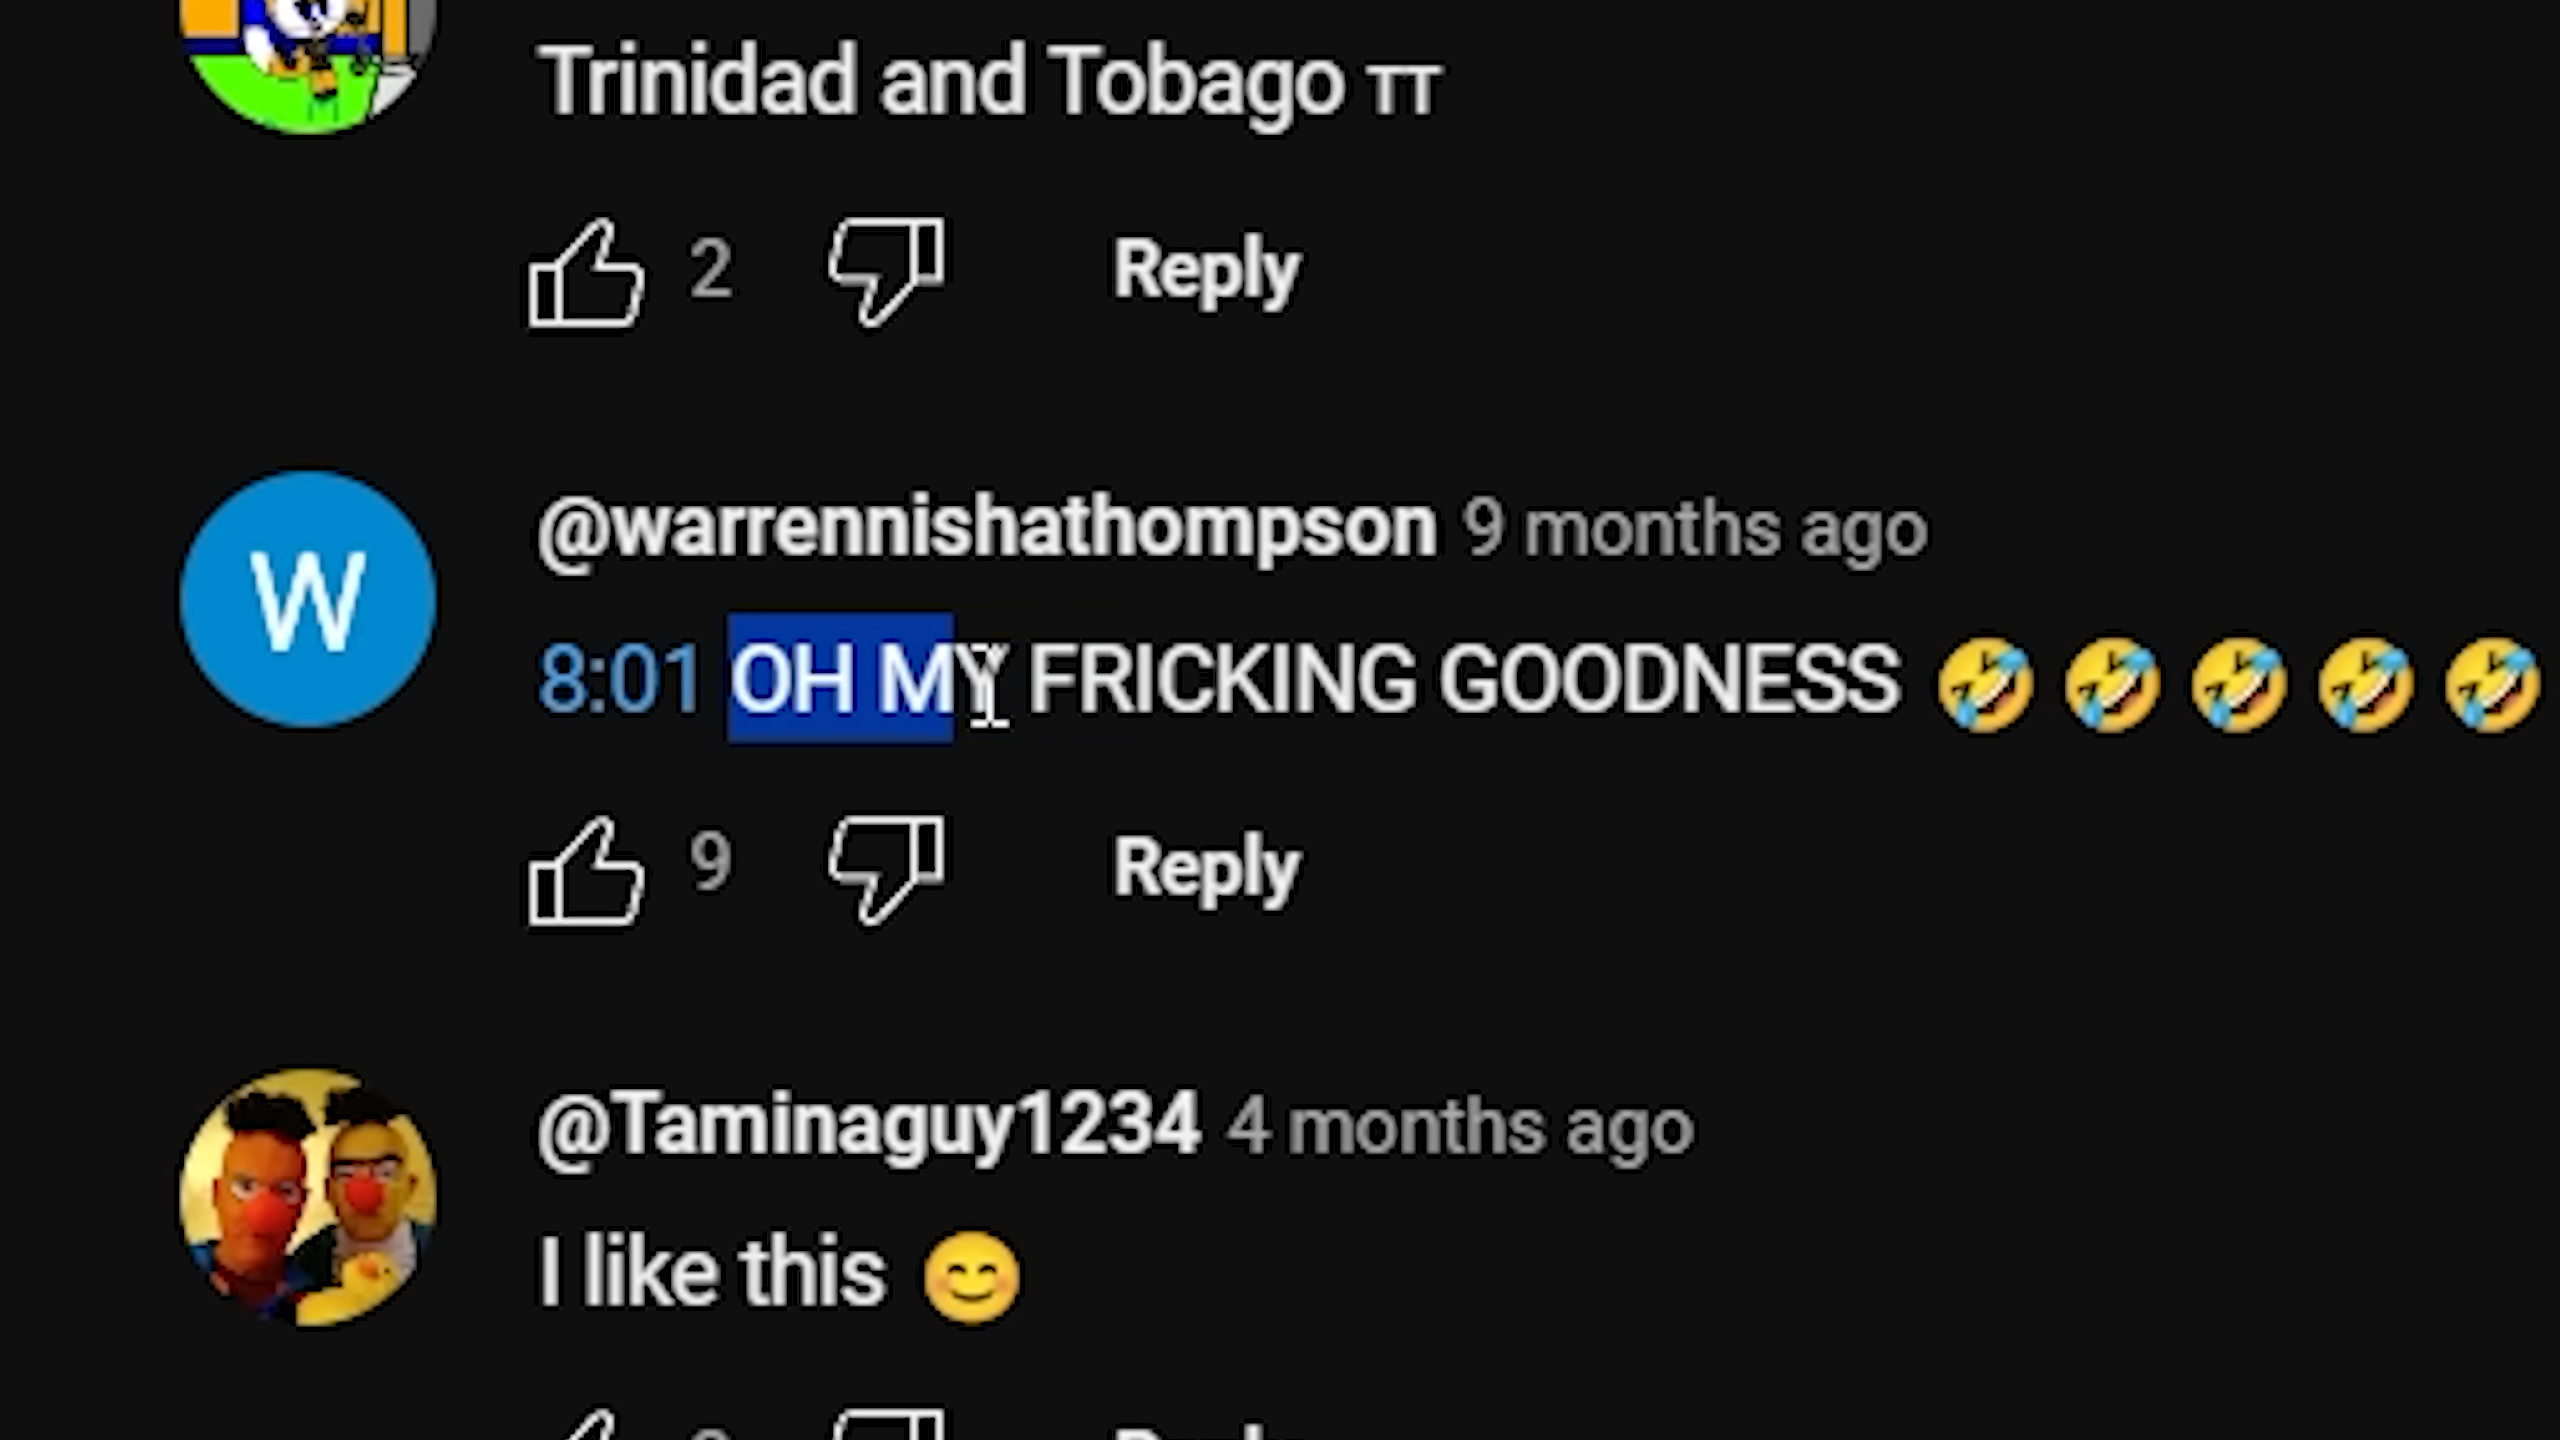 Trinidad and Tobago TT
2 Reply
W
@warrennishathompson 9 months ago
8:01 OH MY FRICKING GOODNESS 🤣🤣🤣🤣🤣
9 Reply
@Taminaguy1234 4 months ago
I like this 😊